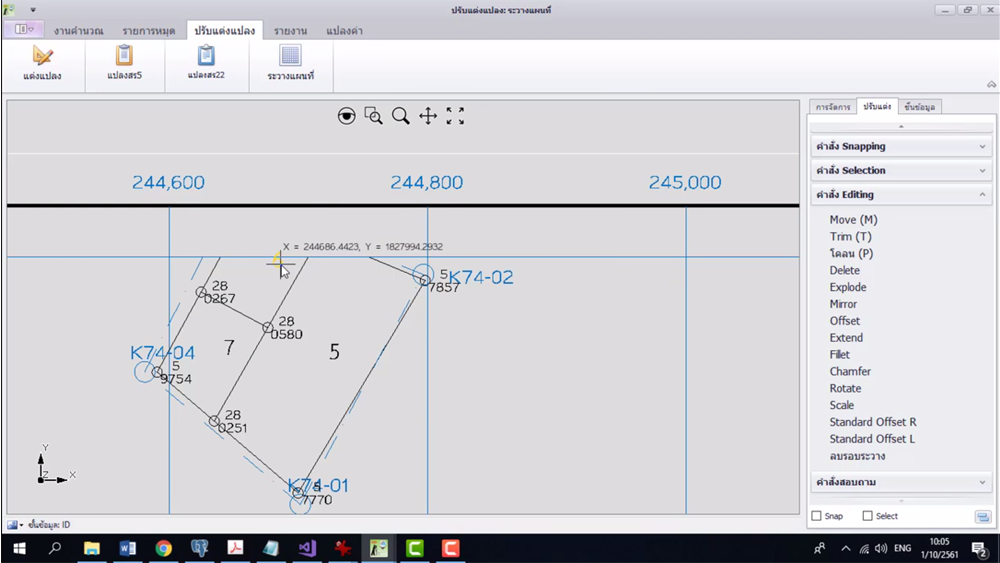 ปรับแต่งแปลง: ระวางแผนที่
งานคำนวณ รายการหมุด ปรับแต่งแปลง รายงาน แปลงค่า
แต่งแปลง แปลงสร5 แปลงสร22 ระวางแผนที่
การจัดการ ปรับแต่ง ชั้นข้อมูล
คำสั่ง Snapping
คำสั่ง Selection
คำสั่ง Editing
Move (M)
Trim (T)
โคลน (P)
Delete
Explode
Mirror
Offset
Extend
Fillet
Chamfer
Rotate
Scale
Standard Offset R
Standard Offset L
ลบรอบระวาง
คำสั่งสอบถาม
Snap Select
244,600 244,800 245,000
X = 244686.4423, Y = 1827994.2932
5 K74-02
7857
28
0267
28
0580
7 5
K74-04
5
9754
28
0251
K74-01
5
7770
Y
Z X
ชั้นข้อมูล: ID
ENG
10:05
1/10/2561
2